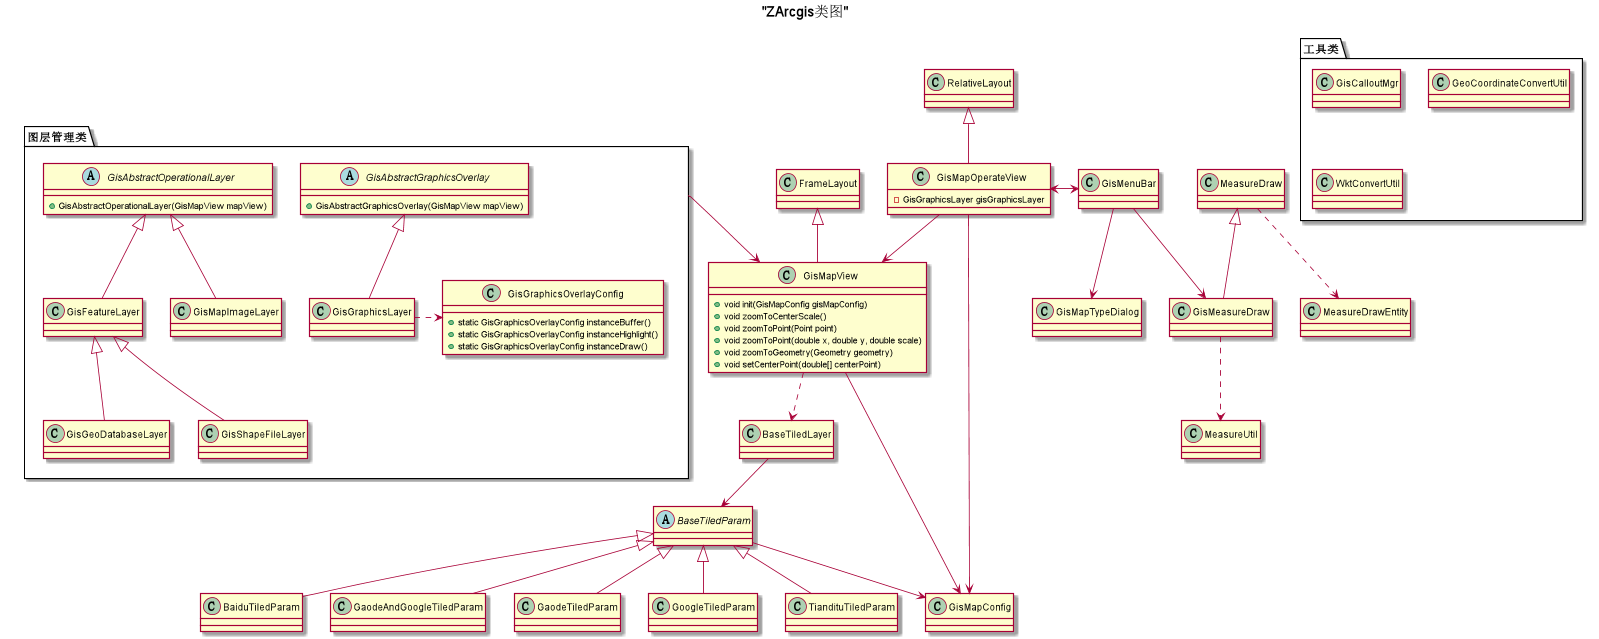 "ZArcgis类图"
工具类
C GisCalloutMgr
C GeoCoordinateConvertUtil
C WktConvertUtil
C RelativeLayout
图层管理类
A GisAbstractOperationalLayer
GisAbstractOperationalLayer(GisMapView mapView)
A GisAbstractGraphicsOverlay
GisAbstractGraphicsOverlay(GisMapView mapView)
C FrameLayout
C GisMapOperateView
GisGraphicsLayer gisGraphicsLayer
C GisMenuBar
C MeasureDraw
C GisFeatureLayer
C GisMapImageLayer
C GisGraphicsLayer
C GisGraphicsOverlayConfig
static GisGraphicsOverlayConfig instanceBuffer()
static GisGraphicsOverlayConfig instanceHighlight()
static GisGraphicsOverlayConfig instanceDraw()
C GisMapView
void init(GisMapConfig gisMapConfig)
void zoomToCenterScale()
void zoomToPoint(Point point)
void zoomToPoint(double x, double y, double scale)
void zoomToGeometry(Geometry geometry)
void setCenterPoint(double[] centerPoint)
C GisMapTypeDialog
C GisMeasureDraw
C MeasureDrawEntity
C GisGeoDatabaseLayer
C GisShapeFileLayer
C BaseTiledLayer
C MeasureUtil
A BaseTiledParam
C BaiduTiledParam
C GaodeAndGoogleTiledParam
C GaodeTiledParam
C GoogleTiledParam
C TiandituTiledParam
C GisMapConfig